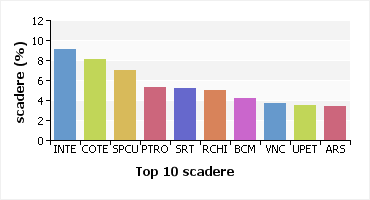 12
10
8
6
4
2
0
scadere (%)
INTE COTE SPCU PTRO SRT RCHI BCM VNC UPET ARS
Top 10 scadere